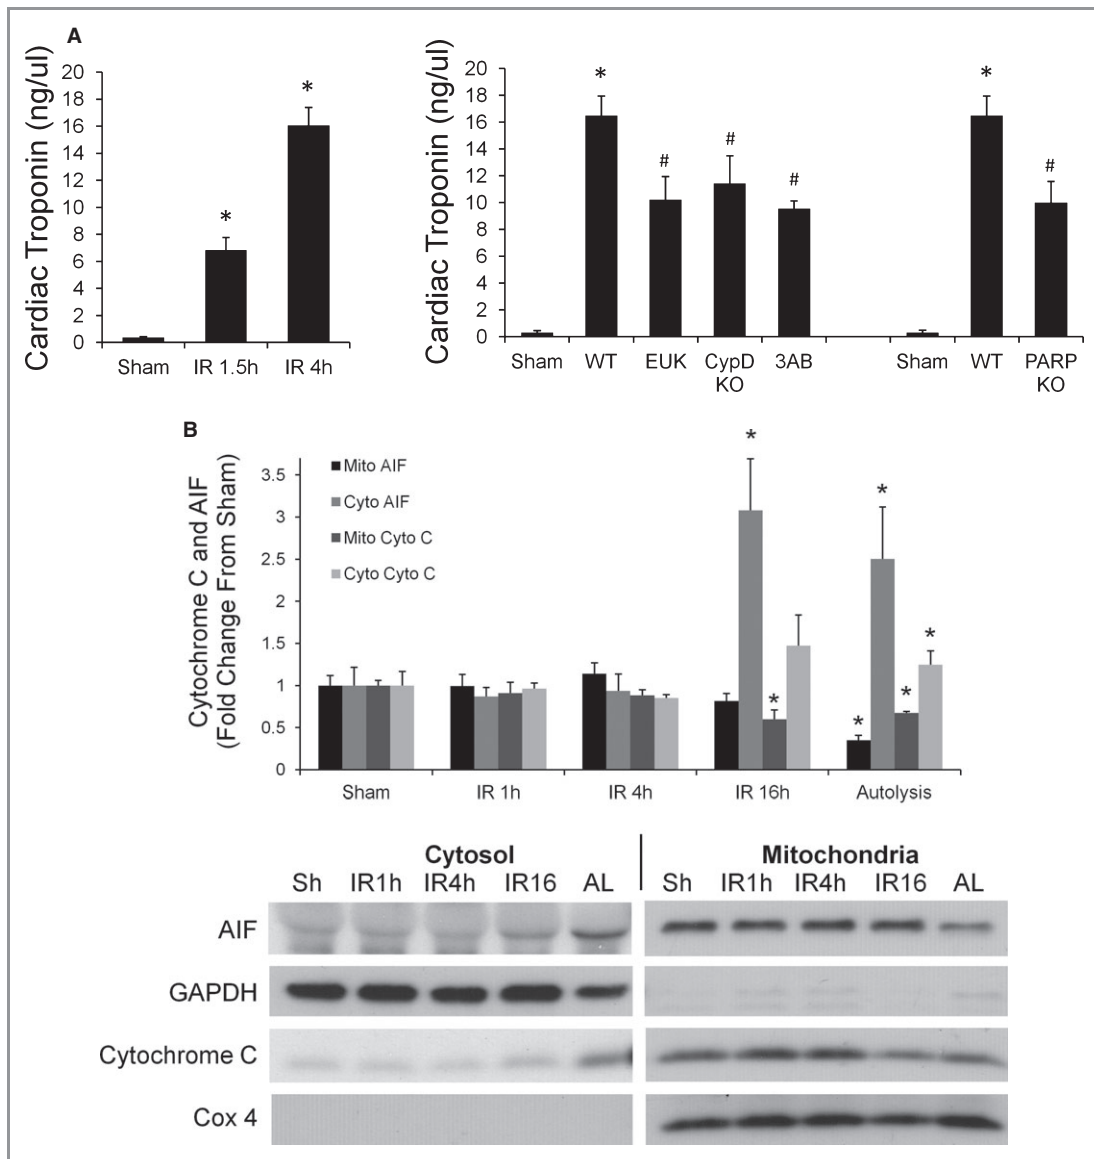 A
Cardiac Troponin (ng/ul)
20
18
16
14
12
10
8
6
4
2
0
*
*
Sham IR 1.5h IR 4h
Cardiac Troponin (ng/ul)
20
18
16
14
12
10
8
6
4
2
0
* # # # * #
Sham WT EUK CypD 3AB Sham WT PARP
KO KO
B
Cytochrome C and AIF
(Fold Change From Sham)
3.5
3
2.5
2
1.5
1
0.5
0
Mito AIF
Cyto AIF
Mito Cyto C
Cyto Cyto C
* * * * * *
Sham IR 1h IR 4h IR 16h Autolysis
Cytosol Mitochondria
Sh IR1h IR4h IR16 AL Sh IR1h IR4h IR16 AL
AIF
GAPDH
Cytochrome C
Cox 4